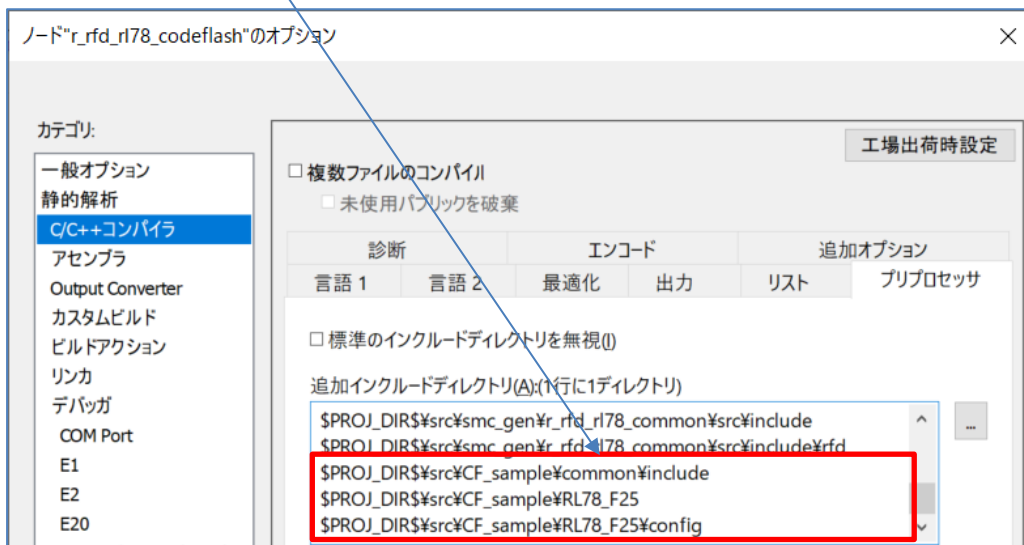 ノード"r_rfd_rl78_codeflash"のオプション
カテゴリ:
一般オプション
静的解析
C/C++コンパイラ
アセンブラ
Output Converter
カスタムビルド
ビルドアクション
リンカ
デバッガ
COM Port
E1
E2
E20
工場出荷時設定
複数ファイルのコンパイル
未使用パブリックを破棄
診断 エンコード 追加オプション
言語 1 言語 2 最適化 出力 リスト プリプロセッサ
標準のインクルードディレクトリを無視(I)
追加インクルードディレクトリ(A):(1行に1ディレクトリ)
$PROJ_DIR$¥src¥smc_gen¥r_rfd_rl78_common¥src¥include
$PROJ_DIR$¥src¥smc_gen¥r_rfd_rl78_common¥src¥include¥rfd
$PROJ_DIR$¥src¥CF_sample¥common¥include
$PROJ_DIR$¥src¥CF_sample¥RL78_F25
$PROJ_DIR$¥src¥CF_sample¥RL78_F25¥config
...